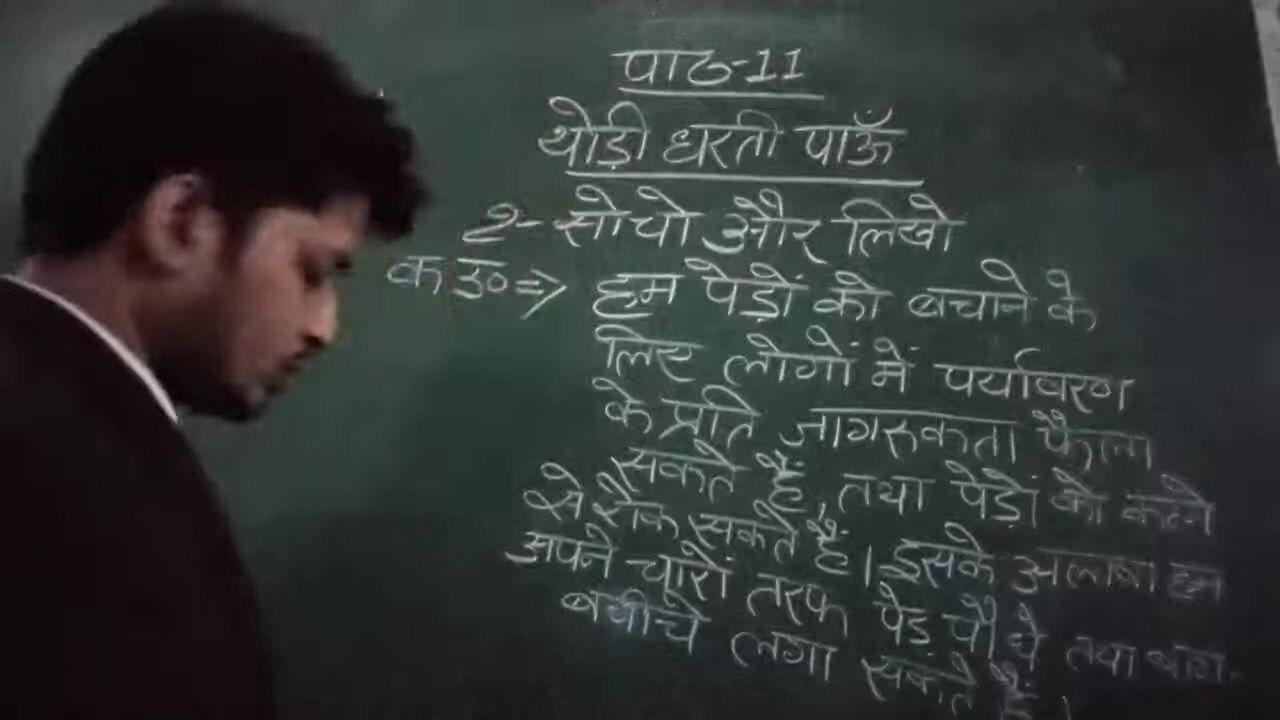 पाठ-11
थोड़ी धरती पाऊँ
2- सोचो और लिखो
क उ० => हम पेड़ों को बचाने के
लिए लोगों में पर्यावरण
के प्रति जागरूकता फैला
सकते हैं, तथा पेड़ों को कटने
से रोक सकते हैं। इसके अलावा हम
अपने चारों तरफ पेड़ पौधे तथा बाग-
बगीचे लगा सकते हैं।